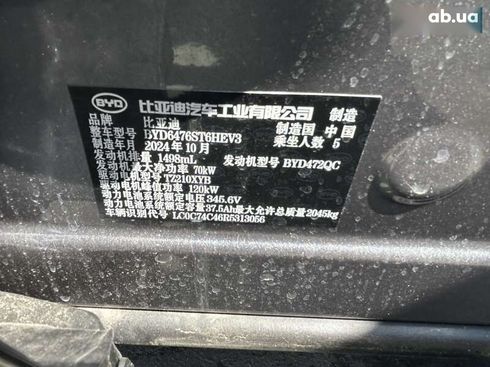 ab.ua
BYD 比亚迪汽车工业有限公司 制造
品牌 比亚迪 制造国 中国
整车型号 BYD6476ST6HEV3 乘坐人数 5
制造年月 2024年10月
发动机排量 1498mL 发动机型号 BYD472QC
发动机最大净功率 70kW
驱动电机型号 TZ210XYB
驱动电机峰值功率 120kW
动力电池系统额定电压 345.6V
动力电池系统额定容量 37.5Ah 最大允许总质量 2045kg
车辆识别代号 LC0C74C46R5313056